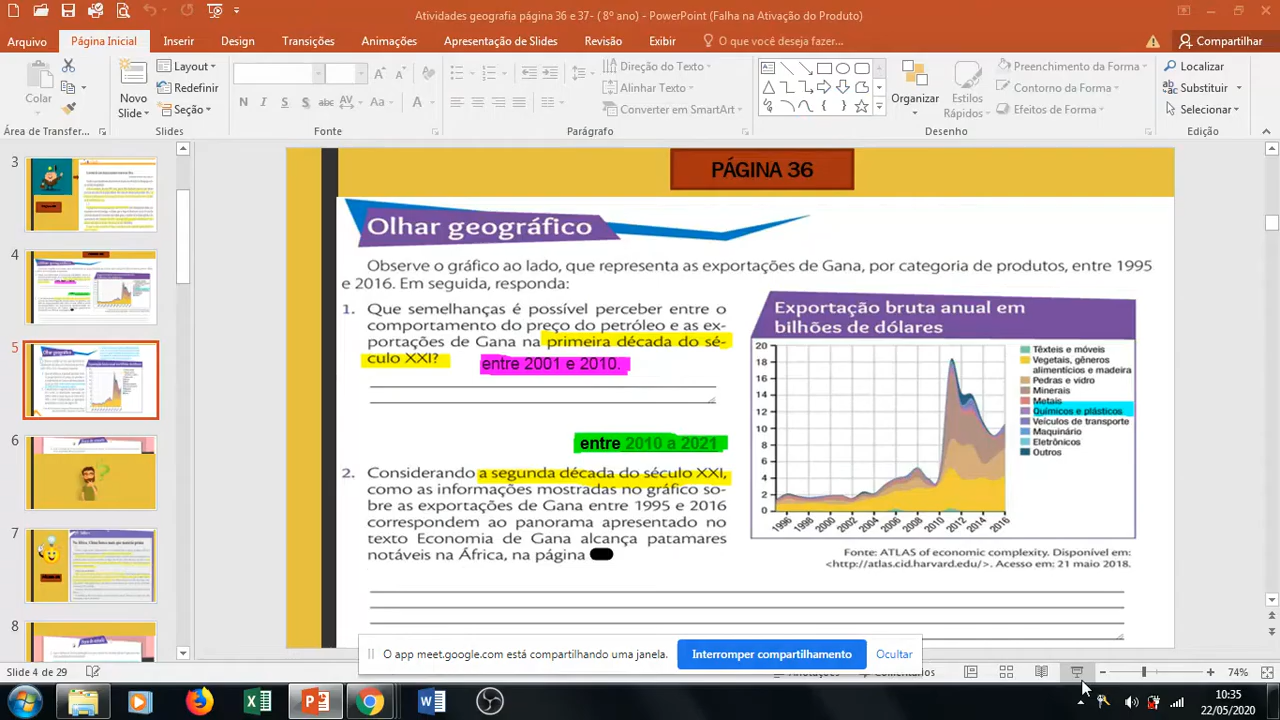 Atividades geografia página 36 e 37- ( 8º ano) - PowerPoint (Falha na Ativação do Produto)
Arquivo Página Inicial Inserir Design Transições Animações Apresentação de Slides Revisão Exibir O que você deseja fazer... Compartilhar
Colar Novo Slide Layout Redefinir Seção
N I S S abc AV Aa A
Organizar Estilos Rápidos
Direção do Texto
Alinhar Texto
Converter em SmartArt
Preenchimento da Forma
Contorno da Forma
Efeitos de Forma
Localizar
Substituir
Selecionar
Área de Transfer... Slides Fonte Parágrafo Desenho Edição
3
4
5
6
7
8
PÁGINA 36
Olhar geográfico
Observe o gráfico ao lado, que representa as exportações de Gana, por categoria de produtos, entre 1995
e 2016. Em seguida, responda.
1. Que semelhanças é possível perceber entre o
comportamento do preço do petróleo e as ex-
portações de Gana na primeira década do sé-
culo XXI? entre 2001 e 2010.
entre 2010 a 2021
2. Considerando a segunda década do século XXI,
como as informações mostradas no gráfico so-
bre as exportações de Gana entre 1995 e 2016
correspondem ao panorama apresentado no
texto Economia de Gana alcança patamares
notáveis na África, na página
Exportação bruta anual em
bilhões de dólares
20
18
16
14
12
10
8
6
4
2
0
1996 1998 2000 2002 2004 2006 2008 2010 2012 2014 2016
Têxteis e móveis
Vegetais, gêneros
alimentícios e madeira
Pedras e vidro
Minerais
Metais
Químicos e plásticos
Veículos de transporte
Maquinário
Eletrônicos
Outros
Fonte: ATLAS of economic complexity. Disponível em:
<http://atlas.cid.harvard.edu/>. Acesso em: 21 maio 2018.
O app meet.google.com está compartilhando uma janela. Interromper compartilhamento Ocultar
Slide 4 de 29 74%
10:35
22/05/2020